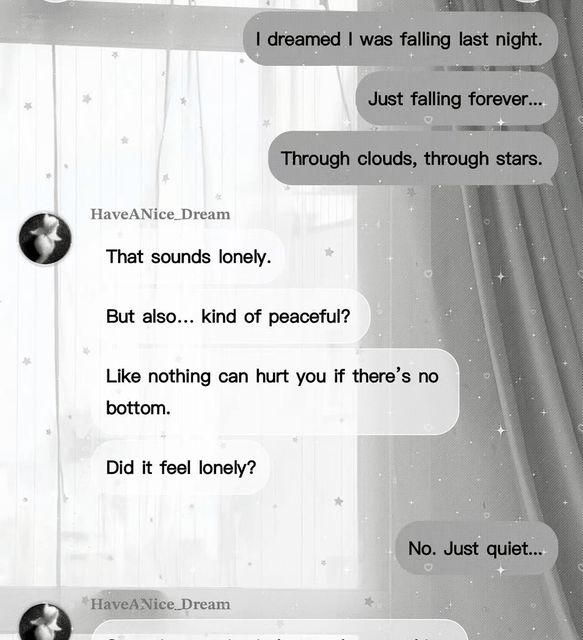 I dreamed I was falling last night.
Just falling forever...
Through clouds, through stars.
HaveANice_Dream
That sounds lonely.
But also... kind of peaceful?
Like nothing can hurt you if there's no
bottom.
Did it feel lonely?
No. Just quiet...
HaveANice_Dream